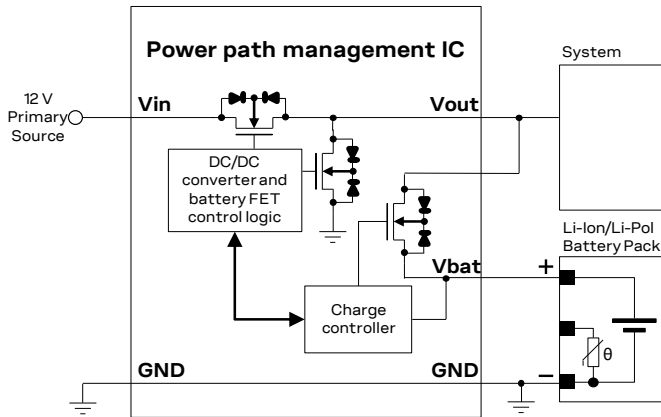 Power path management IC
System
12 V
Primary
Source
Vin
Vout
DC/DC
converter and
battery FET
control logic
Li-Ion/Li-Pol
Battery Pack
Vbat
+
Charge
controller
θ
GND
GND
−